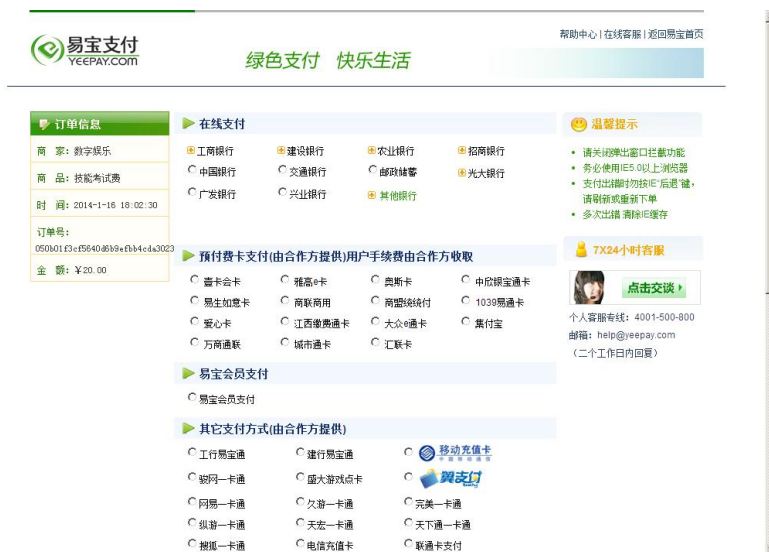 易宝支付
YEEPAY.COM
绿色支付 快乐生活
帮助中心 | 在线客服 | 返回易宝首页
订单信息
商 家: 数字娱乐
商 品: 技能考试费
时 间: 2014-1-16 18:02:30
订单号:
050b01f3cf5640d6b9efbb4cda3023
金 额: ¥20.00
在线支付
工商银行 建设银行 农业银行 招商银行
中国银行 交通银行 邮政储蓄 光大银行
广发银行 兴业银行 其他银行
预付费卡支付(由合作方提供)用户手续费由合作方收取
壹卡会卡 雅高e卡 奥斯卡 中欣银宝通卡
易生如意卡 商联商用 商盟统统付 1039易通卡
爱心卡 江西缴费通卡 大众e通卡 集付宝
万商通联 城市通卡 汇联卡
易宝会员支付
易宝会员支付
其它支付方式(由合作方提供)
工行易宝通 建行易宝通 移动充值卡
中国移动通信
骏网一卡通 盛大游戏点卡 翼支付
网易一卡通 久游一卡通 完美一卡通
纵游一卡通 天宏一卡通 天下通一卡通
搜狐一卡通 电信充值卡 联通卡支付
温馨提示
请关闭弹出窗口拦截功能
务必使用IE5.0以上浏览器
支付出错时勿按IE"后退"键，
请刷新或重新下单
多次出错 清除IE缓存
7X24小时客服
点击交谈
个人客服专线: 4001-500-800
邮箱: help@yeepay.com
(二个工作日内回复)